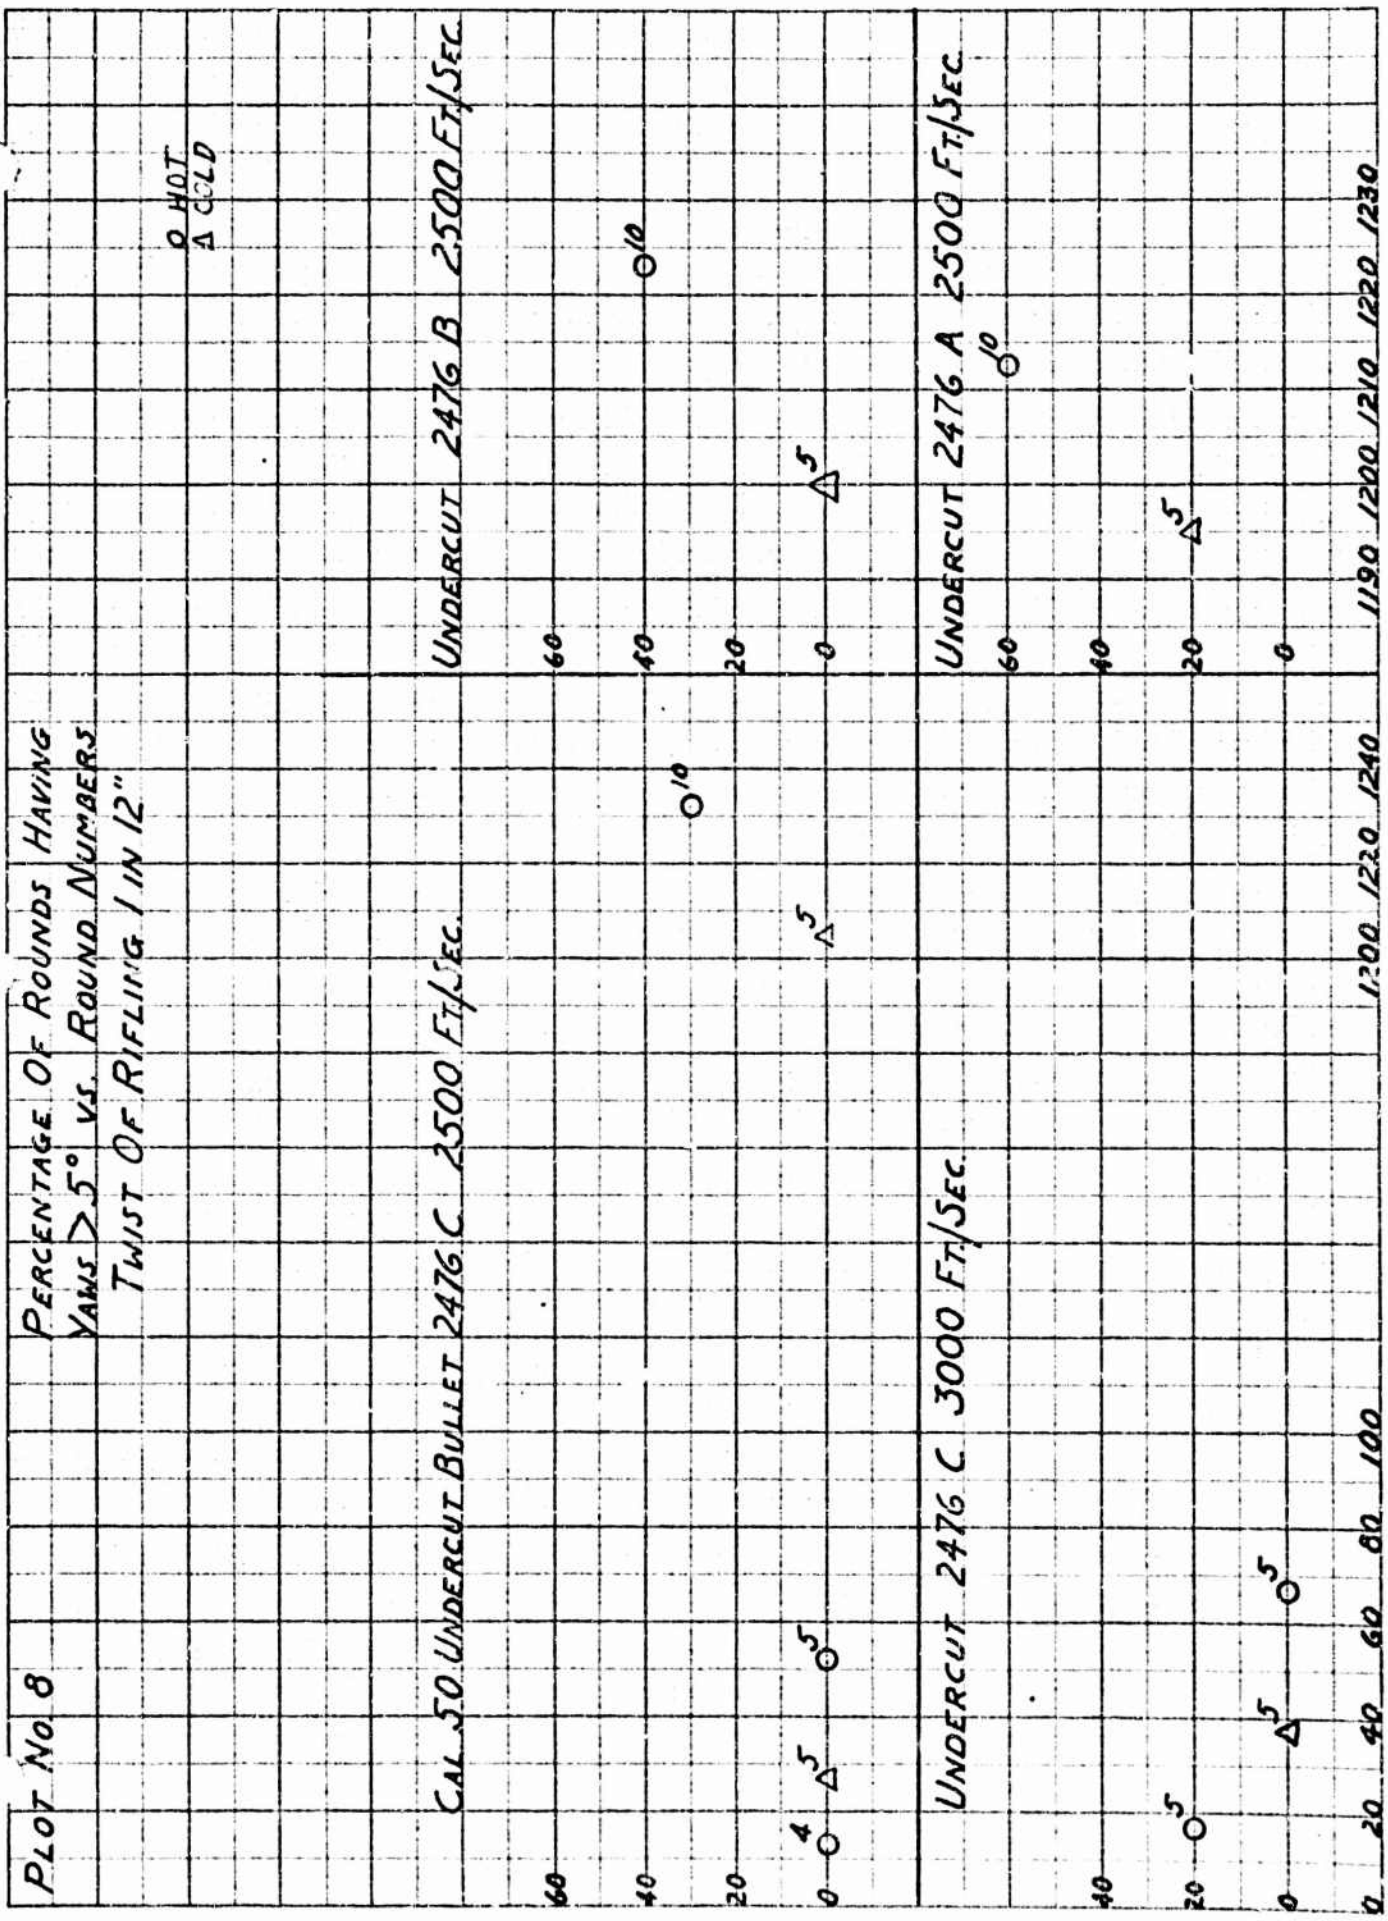 PLOT NO. 8
PERCENTAGE OF ROUNDS HAVING
YAWS > 5° VS. ROUND NUMBERS
TWIST OF RIFLING 1 IN 12"
O HOT
Δ COLD
CAL .50 UNDERCUT BULLET 247G C 2500 FT/SEC.
60
40
20
0
4
5
5
5
10
UNDERCUT 247G B 2500 FT/SEC.
60
40
20
0
5
10
UNDERCUT 247G C 3000 FT/SEC.
40
20
0
5
5
5
0 20 40 60 80 100 1200 1220 1240
UNDERCUT 247G A 2500 FT/SEC.
60
40
20
0
5
10
1190 1200 1210 1220 1230